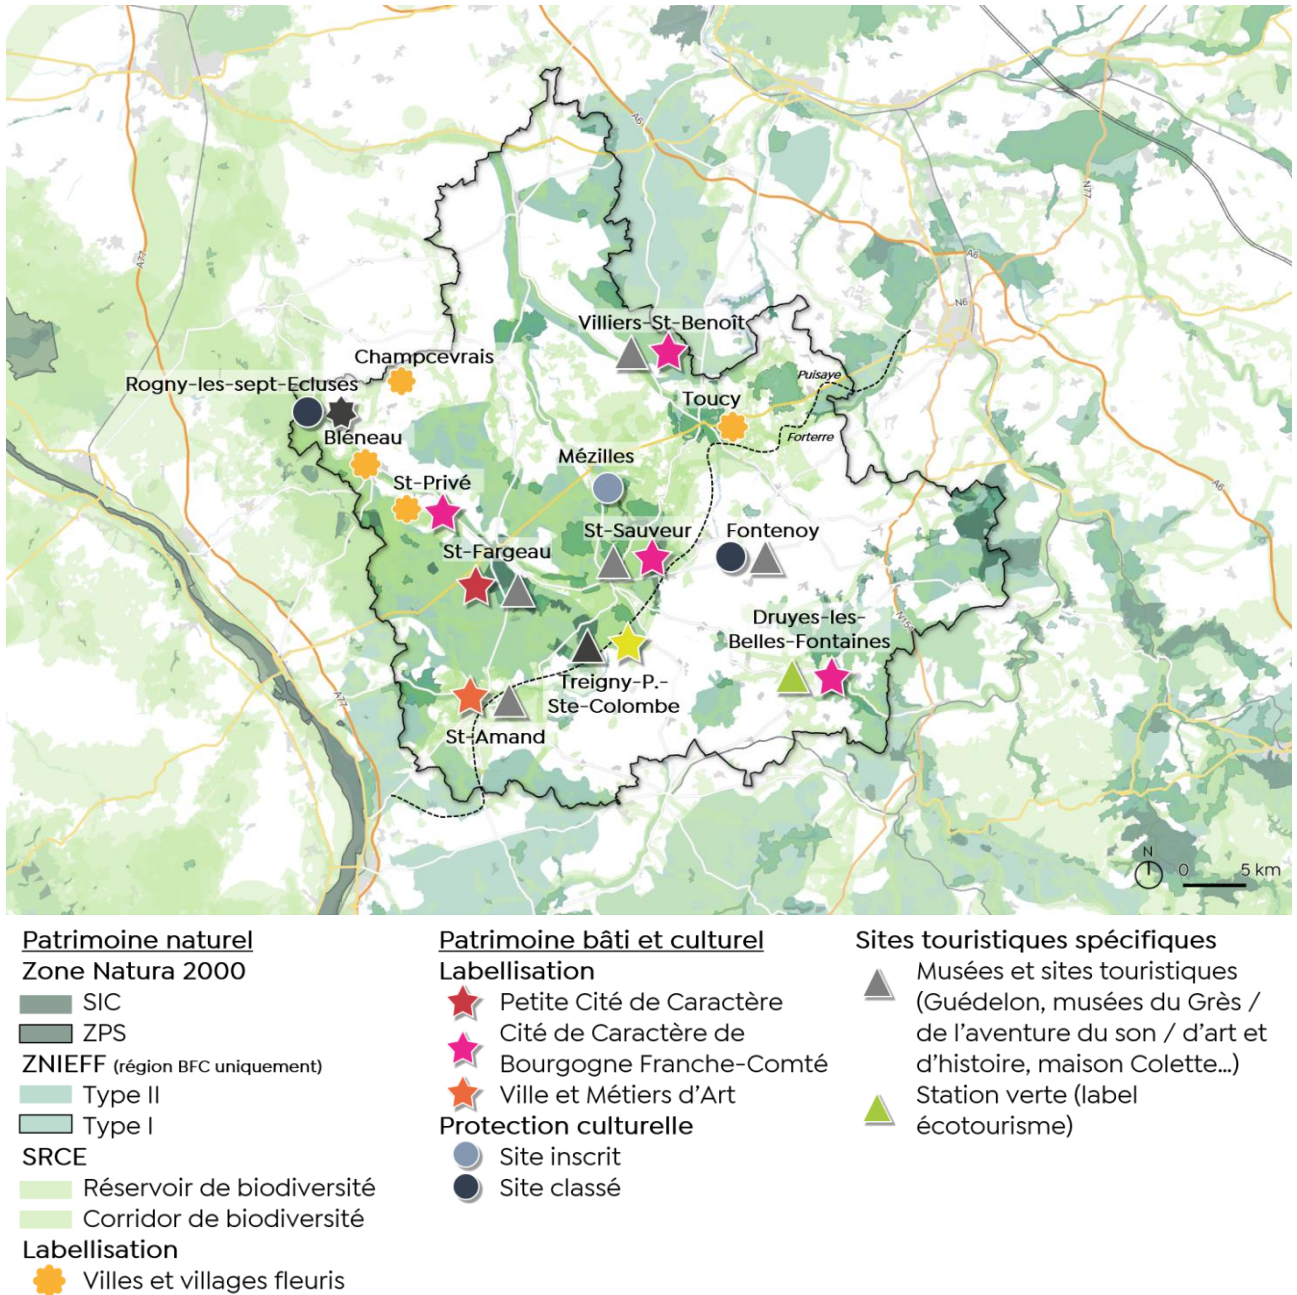 A6
A77
N77
A6
N6
Villiers-St-Benoît
Champcevrais
Puisaye
Rogny-les-sept-Ecluses
Toucy
Forterre
Bléneau
Mézilles
St-Privé
A6
St-Sauveur
Fontenoy
St-Fargeau
Druyes-les-
Belles-Fontaines
N151
Treigny-P.-
Ste-Colombe
A77
St-Amand
N
0
5 km
Patrimoine naturel
Zone Natura 2000
SIC
ZPS
ZNIEFF (région BFC uniquement)
Type II
Type I
SRCE
Réservoir de biodiversité
Corridor de biodiversité
Labellisation
Villes et villages fleuris
Patrimoine bâti et culturel
Labellisation
Petite Cité de Caractère
Cité de Caractère de
Bourgogne Franche-Comté
Ville et Métiers d'Art
Protection culturelle
Site inscrit
Site classé
Sites touristiques spécifiques
Musées et sites touristiques
(Guédelon, musées du Grès /
de l'aventure du son / d'art et
d'histoire, maison Colette...)
Station verte (label
écotourisme)